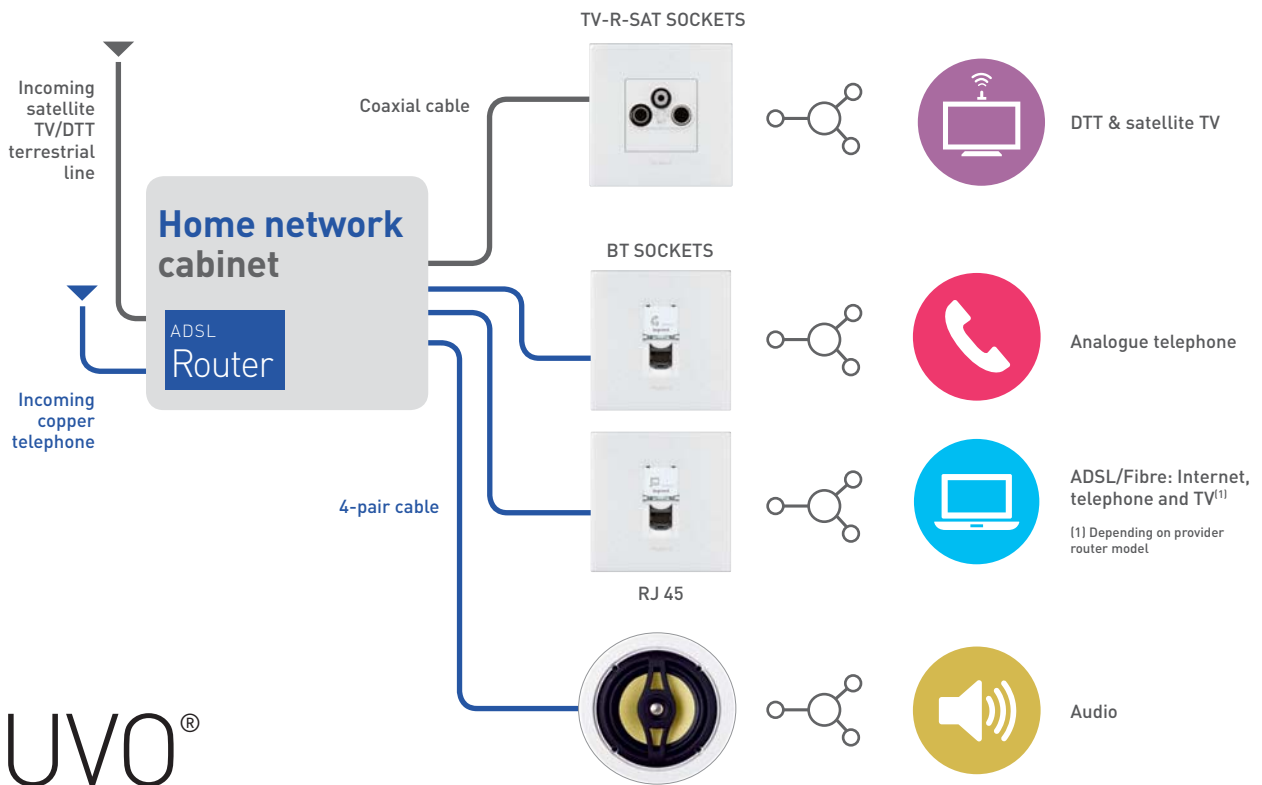 TV-R-SAT SOCKETS
Incoming
satellite
TV/DTT
terrestrial
line
Coaxial cable
DTT & satellite TV
Home network
cabinet
ADSL
Router
BT SOCKETS
Analogue telephone
Incoming
copper
telephone
4-pair cable
ADSL/Fibre: Internet,
telephone and TV(1)
(1) Depending on provider
router model
RJ 45
Audio
UVO®